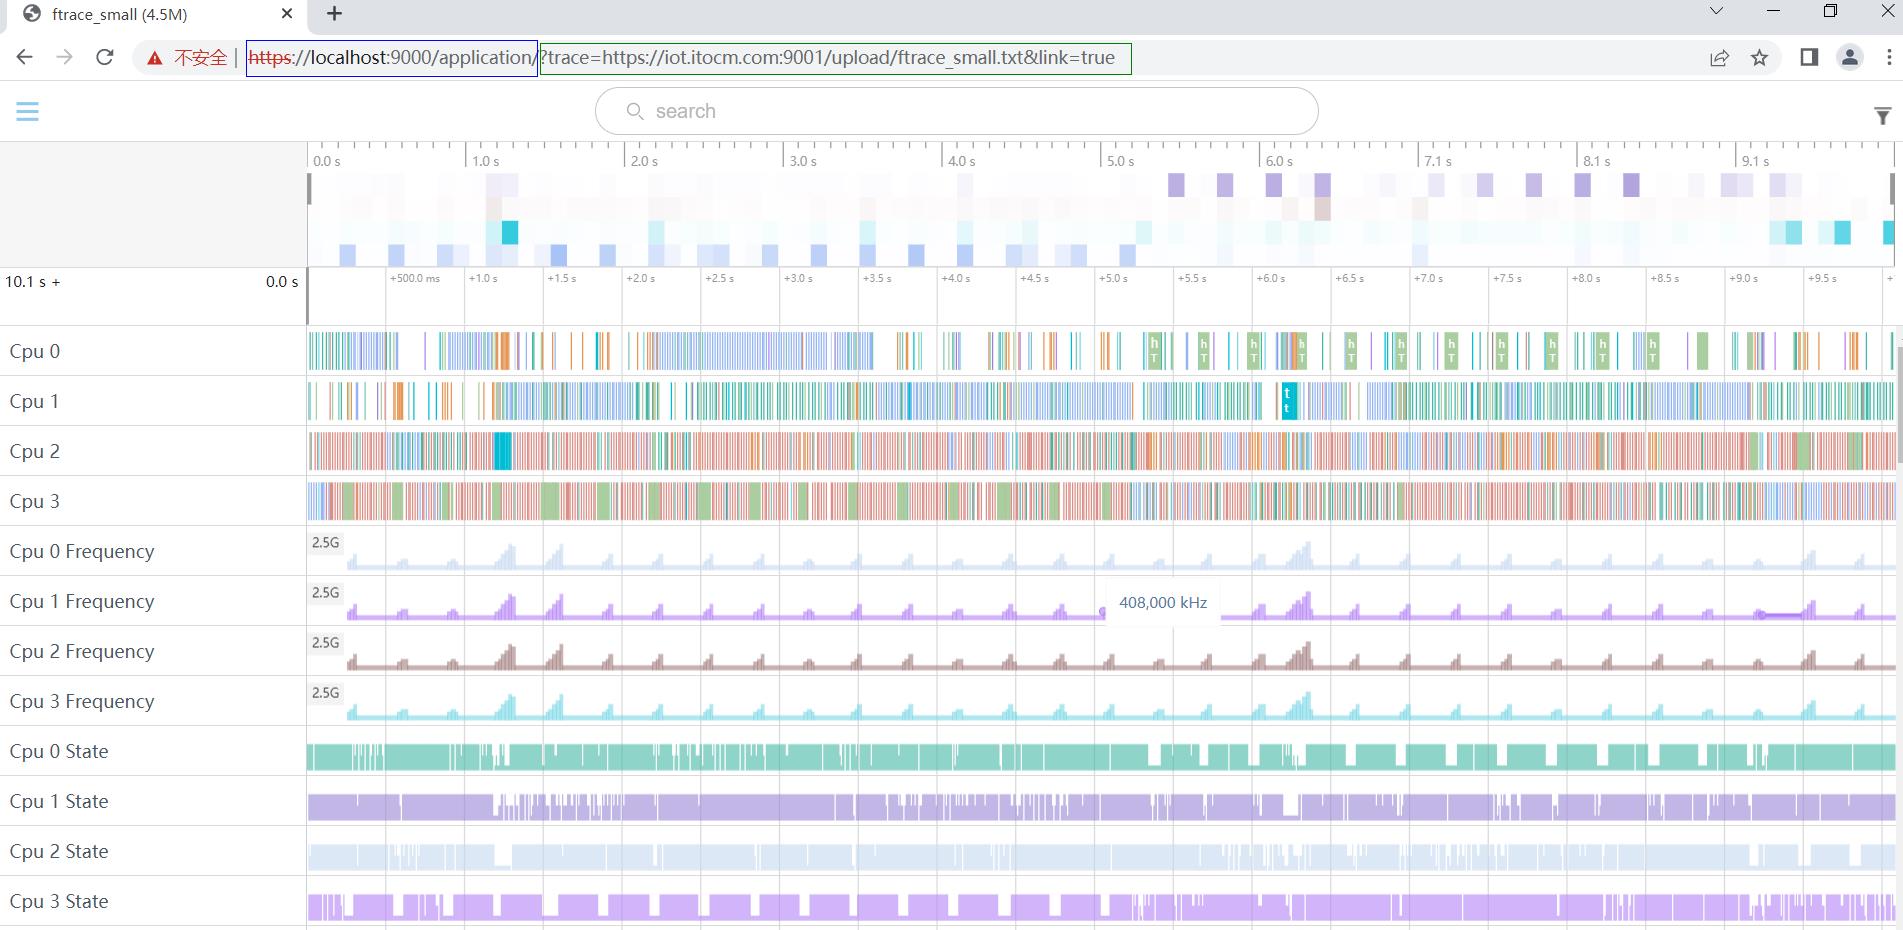 ftrace_small (4.5M)
不安全 https://localhost:9000/application/?trace=https://iot.itocm.com:9001/upload/ftrace_small.txt&link=true
search
0.0 s 1.0 s 2.0 s 3.0 s 4.0 s 5.0 s 6.0 s 7.1 s 8.1 s 9.1 s
10.1 s + 0.0 s +500.0 ms +1.0 s +1.5 s +2.0 s +2.5 s +3.0 s +3.5 s +4.0 s +4.5 s +5.0 s +5.5 s +6.0 s +6.5 s +7.0 s +7.5 s +8.0 s +8.5 s +9.0 s +9.5 s +
Cpu 0 h h h h h h h h h h h
T T T T T T T T T T T
Cpu 1 t
t
Cpu 2
Cpu 3
Cpu 0 Frequency 2.5G
Cpu 1 Frequency 2.5G 408,000 kHz
Cpu 2 Frequency 2.5G
Cpu 3 Frequency 2.5G
Cpu 0 State
Cpu 1 State
Cpu 2 State
Cpu 3 State